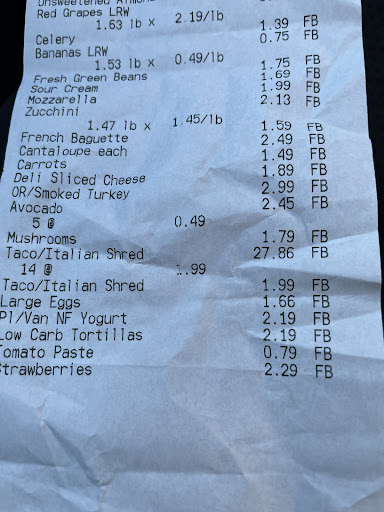 Unsweetened Almond
Red Grapes LRW
1.63 lb x 2.19/lb 1.39 FB
Celery 0.75 FB
Bananas LRW
1.53 lb x 0.49/lb 1.75 FB
Fresh Green Beans 1.69 FB
Sour Cream 1.99 FB
Mozzarella 2.13 FB
Zucchini
1.47 lb x 1.45/lb 1.59 FB
French Baguette 2.49 FB
Cantaloupe each 1.49 FB
Carrots 1.89 FB
Deli Sliced Cheese 2.99 FB
OR/Smoked Turkey 2.45 FB
Avocado
5 @ 0.49
Mushrooms 1.79 FB
Taco/Italian Shred 27.86 FB
14 @ 1.99
Taco/Italian Shred 1.99 FB
Large Eggs 1.66 FB
Pl/Van NF Yogurt 2.19 FB
Low Carb Tortillas 2.19 FB
Tomato Paste 0.79 FB
Strawberries 2.29 FB